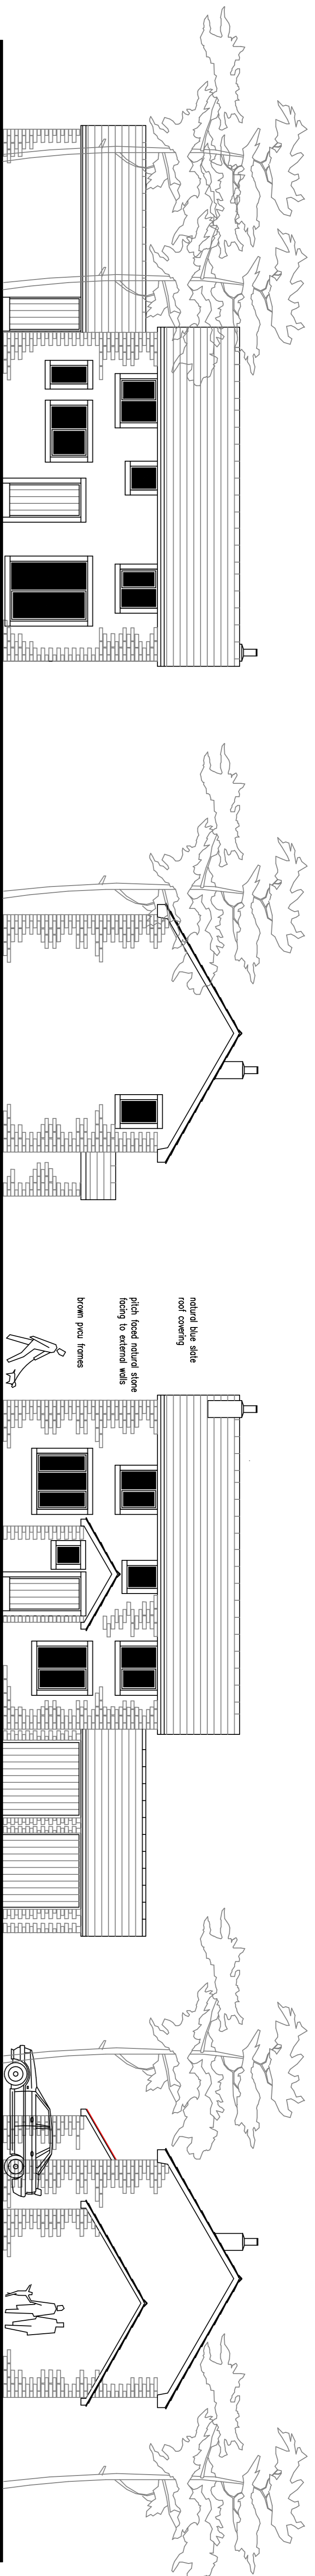 natural blue slate
roof covering
pitch faced natural stone
facing to external walls
brown pvcu frames